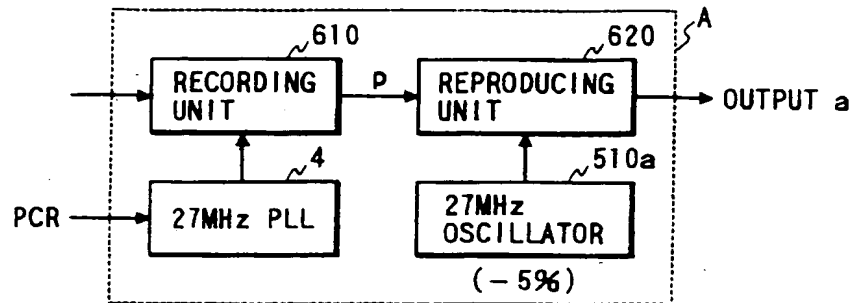 A
610
620
RECORDING
UNIT
P
REPRODUCING
UNIT
OUTPUT a
4
510a
PCR
27MHz PLL
27MHz
OSCILLATOR
(-5%)